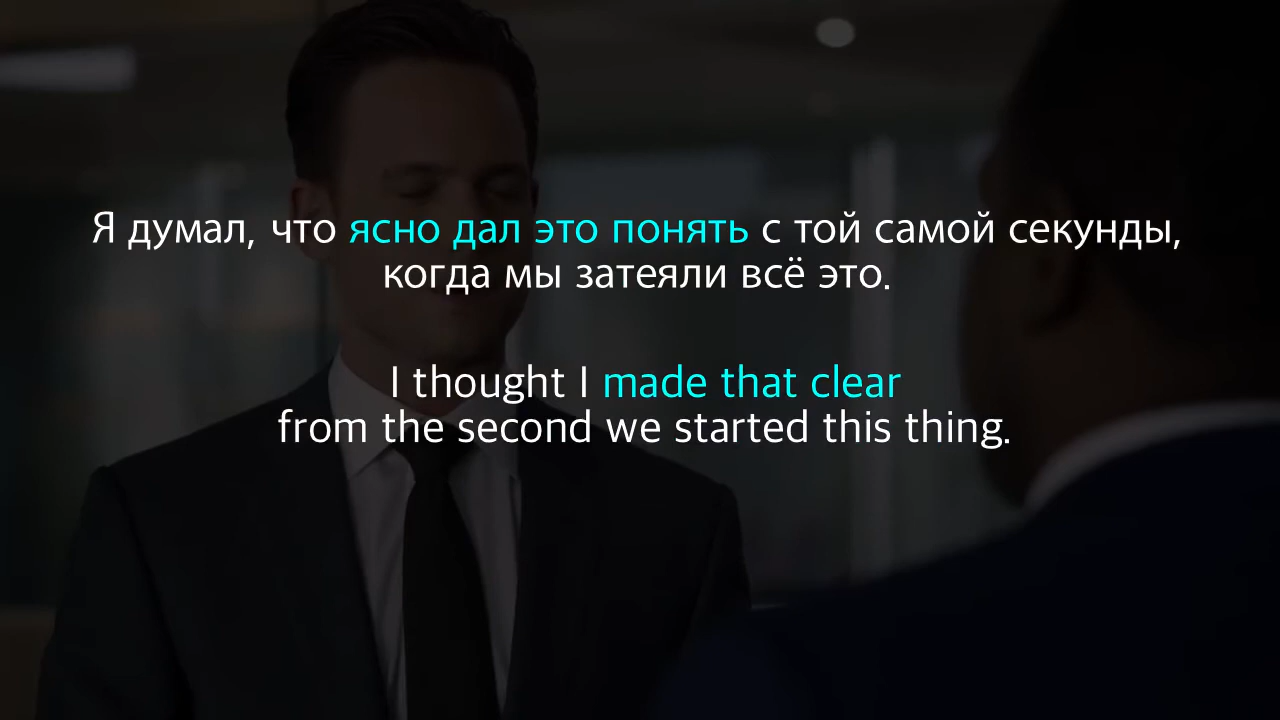 Я думал, что ясно дал это понять с той самой секунды,
когда мы затеяли всё это.
I thought I made that clear
from the second we started this thing.